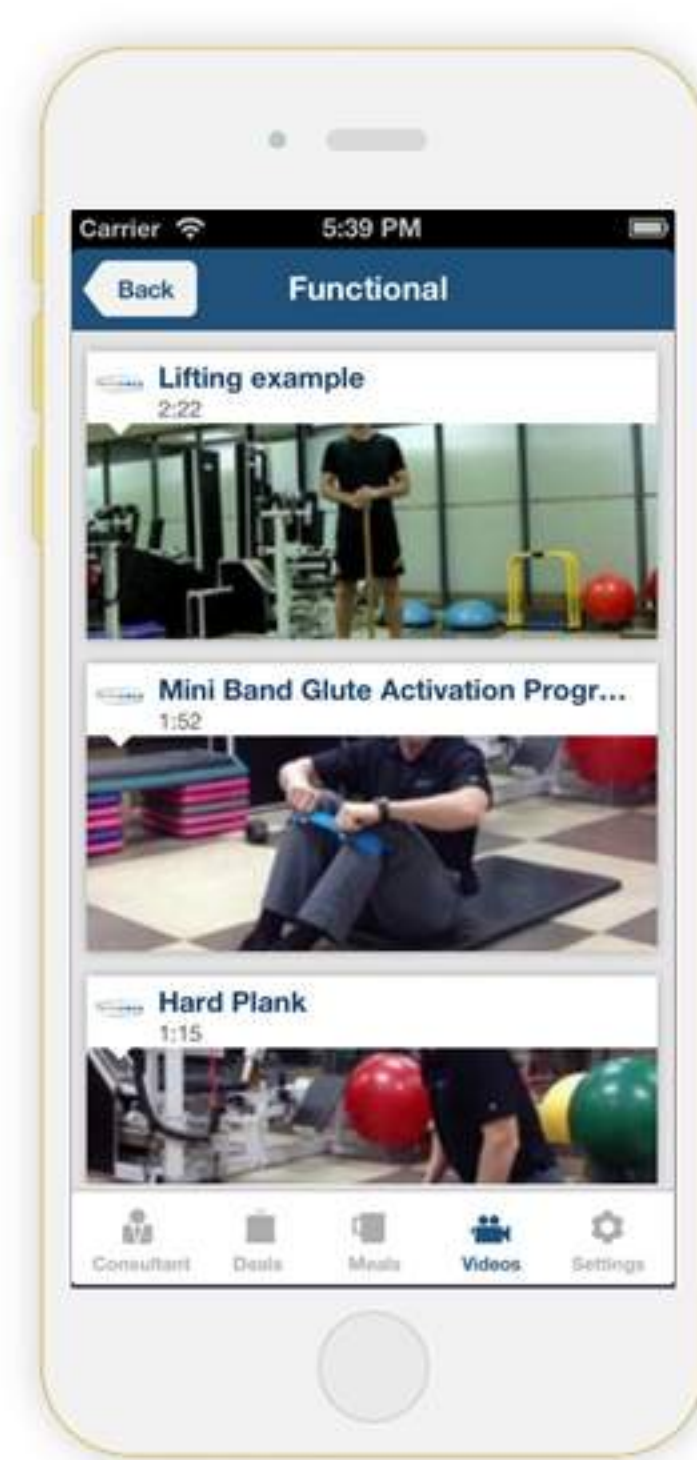 Carrier 5:39 PM
Back Functional
Lifting example
2:22
Mini Band Glute Activation Progr...
1:52
Hard Plank
1:15
Consultant Deals Meals Videos Settings